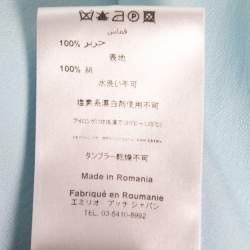 قماش
100% حرير
表地
100% 絹
水洗い不可
塩素系漂白剤使用不可
タンブラー乾燥不可
Made in Romania
Fabriqué en Roumanie
エミリオ プッチ ジャパン
TEL. 03-5410-8992